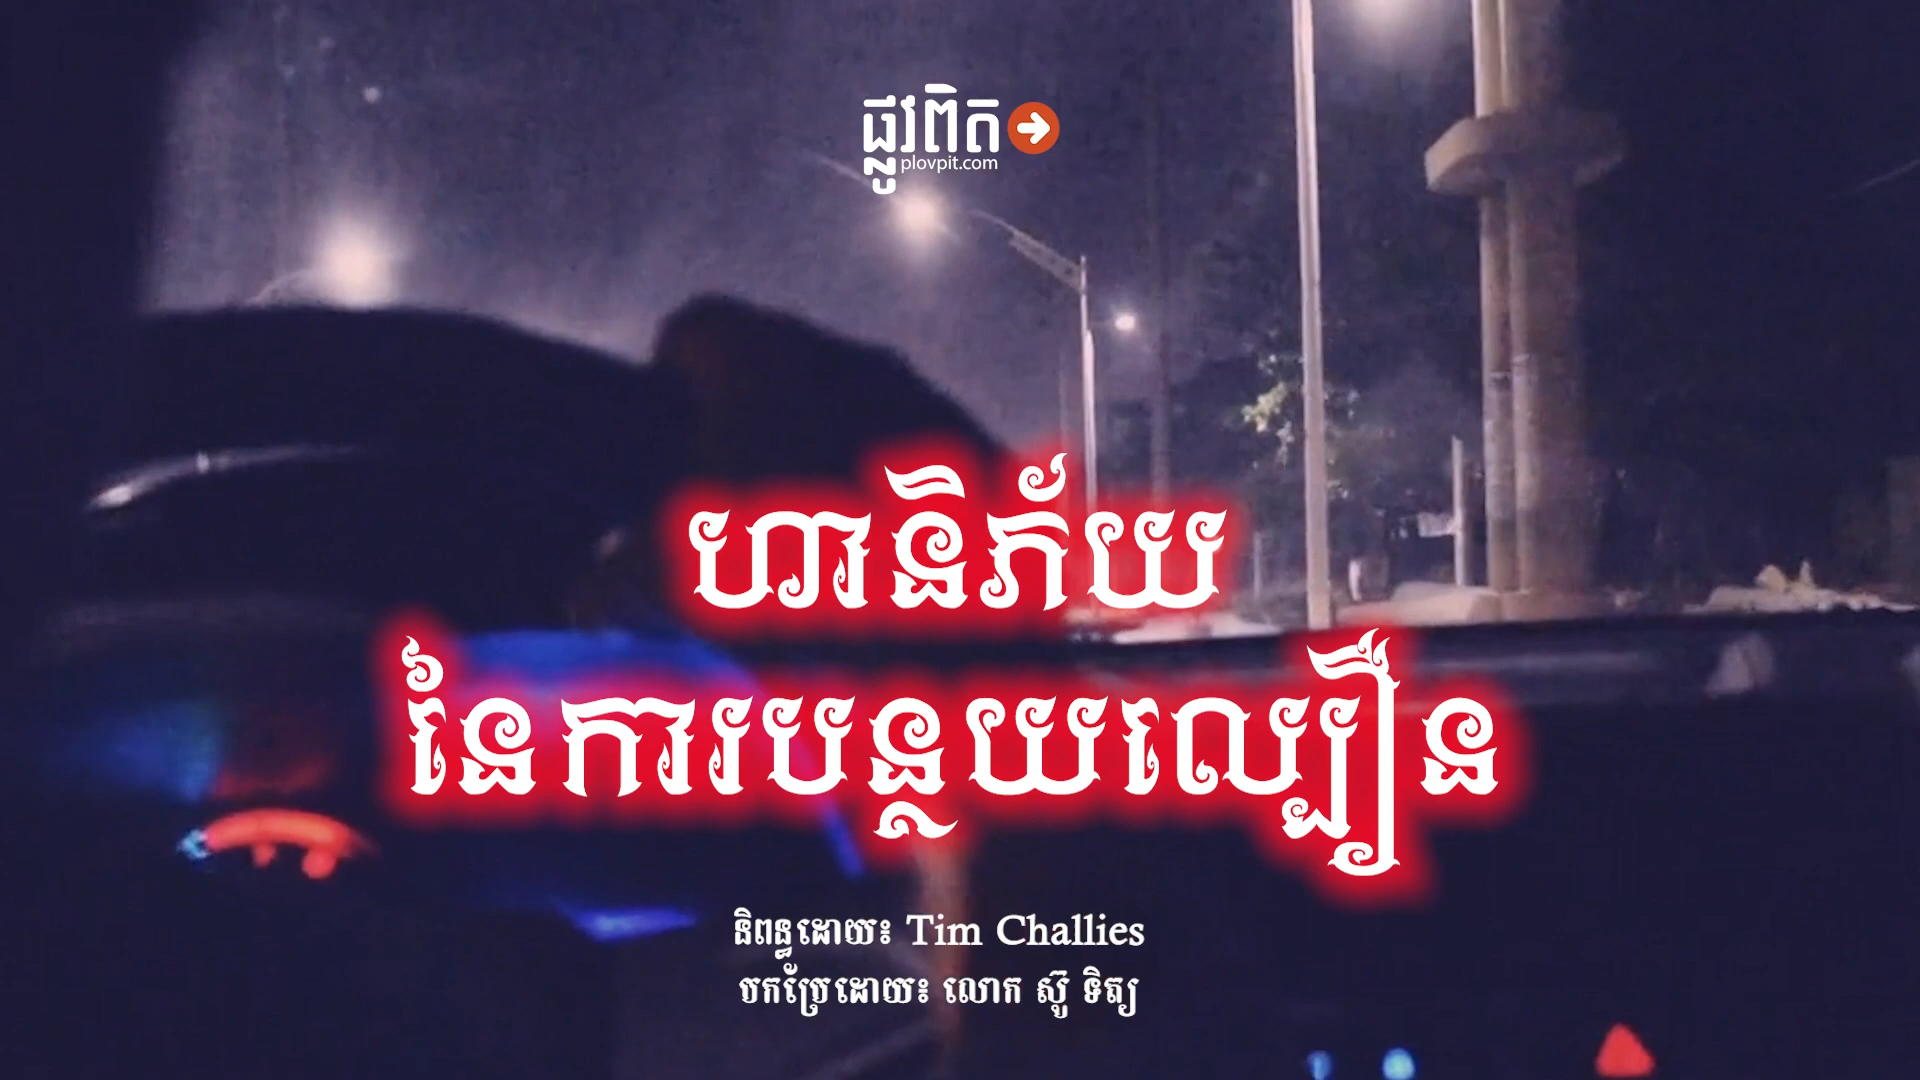 ផ្លូវពិត
plovpit.com
ហានិភ័យ
នៃការបន្ថយល្បឿន
និពន្ធដោយ៖ Tim Challies
បកប្រែដោយ៖ លោក ស៊ូ ទិត្យ